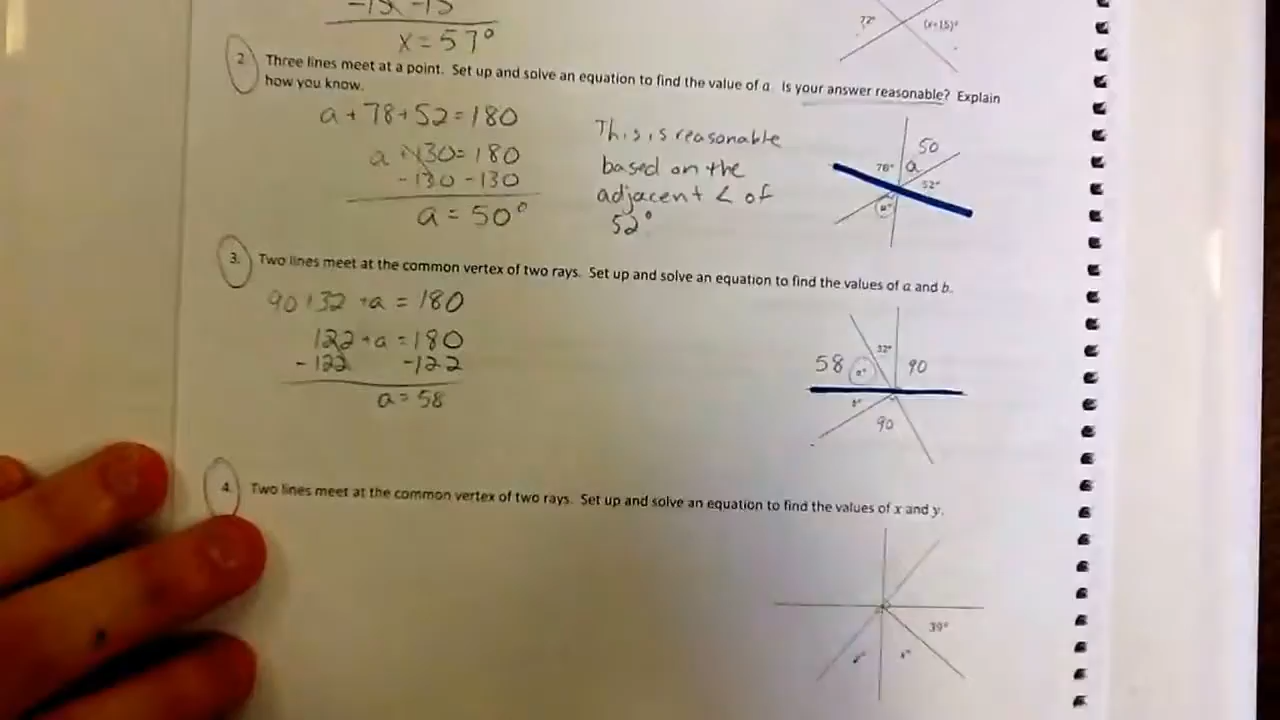 -15 -15
x = 57°
72°
(x+15)°
2. Three lines meet at a point. Set up and solve an equation to find the value of a. Is your answer reasonable? Explain
how you know.
a + 78 + 52 = 180
a + 130 = 180
-130 -130
a = 50°
This is reasonable
based on the
adjacent < of
52°
50
78°
a
52°
a°
3. Two lines meet at the common vertex of two rays. Set up and solve an equation to find the values of a and b.
90 + 32 + a = 180
122 + a = 180
- 122 -122
a = 58
32°
58
a°
90
b°
90
4. Two lines meet at the common vertex of two rays. Set up and solve an equation to find the values of x and y.
39°
y°
x°